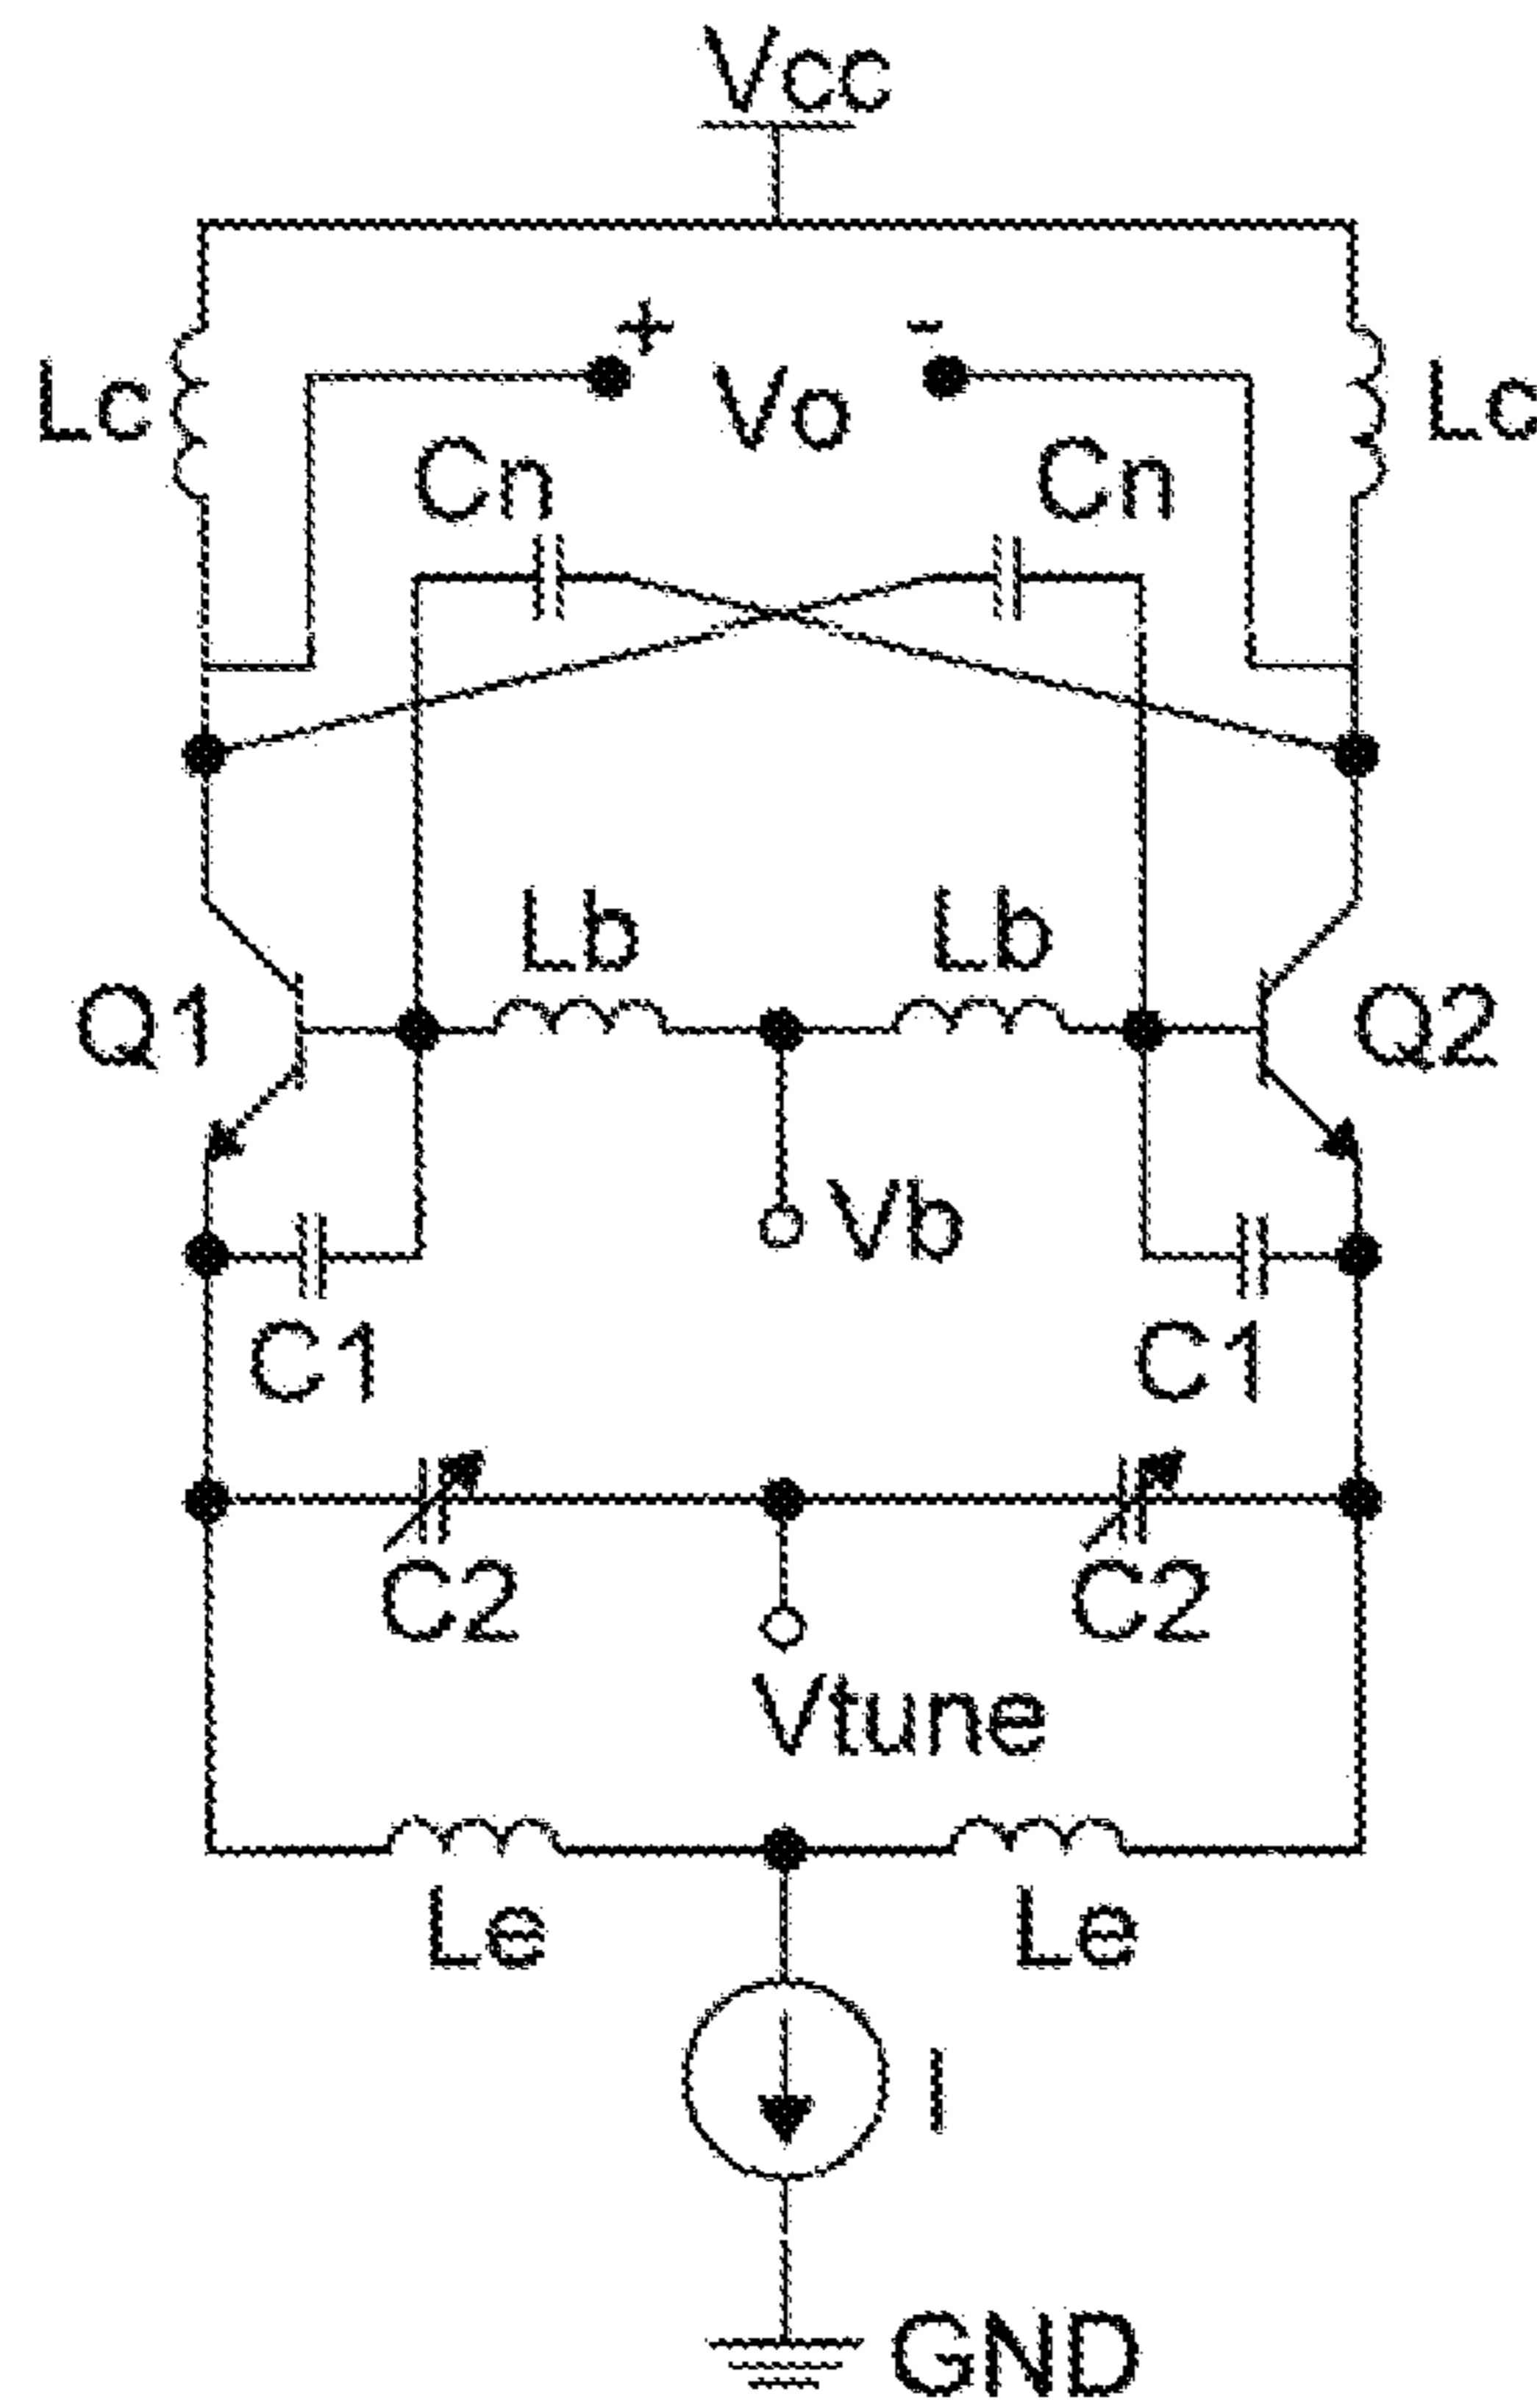 Vcc
+ -
Lc Vo Lc
Cn Cn
Lb Lb
Q1 Q2
Vb
C1 C1
C2 C2
Vtune
Le Le
I
GND